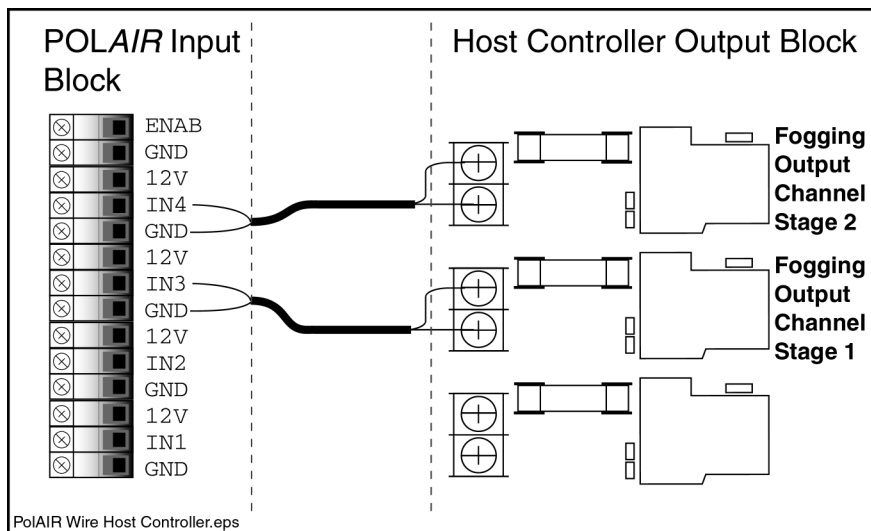 POLAIR Input
Block
Host Controller Output Block
ENAB
GND
12V
IN4
GND
12V
IN3
GND
12V
IN2
GND
12V
IN1
GND
Fogging
Output
Channel
Stage 2
Fogging
Output
Channel
Stage 1
PolAIR Wire Host Controller.eps